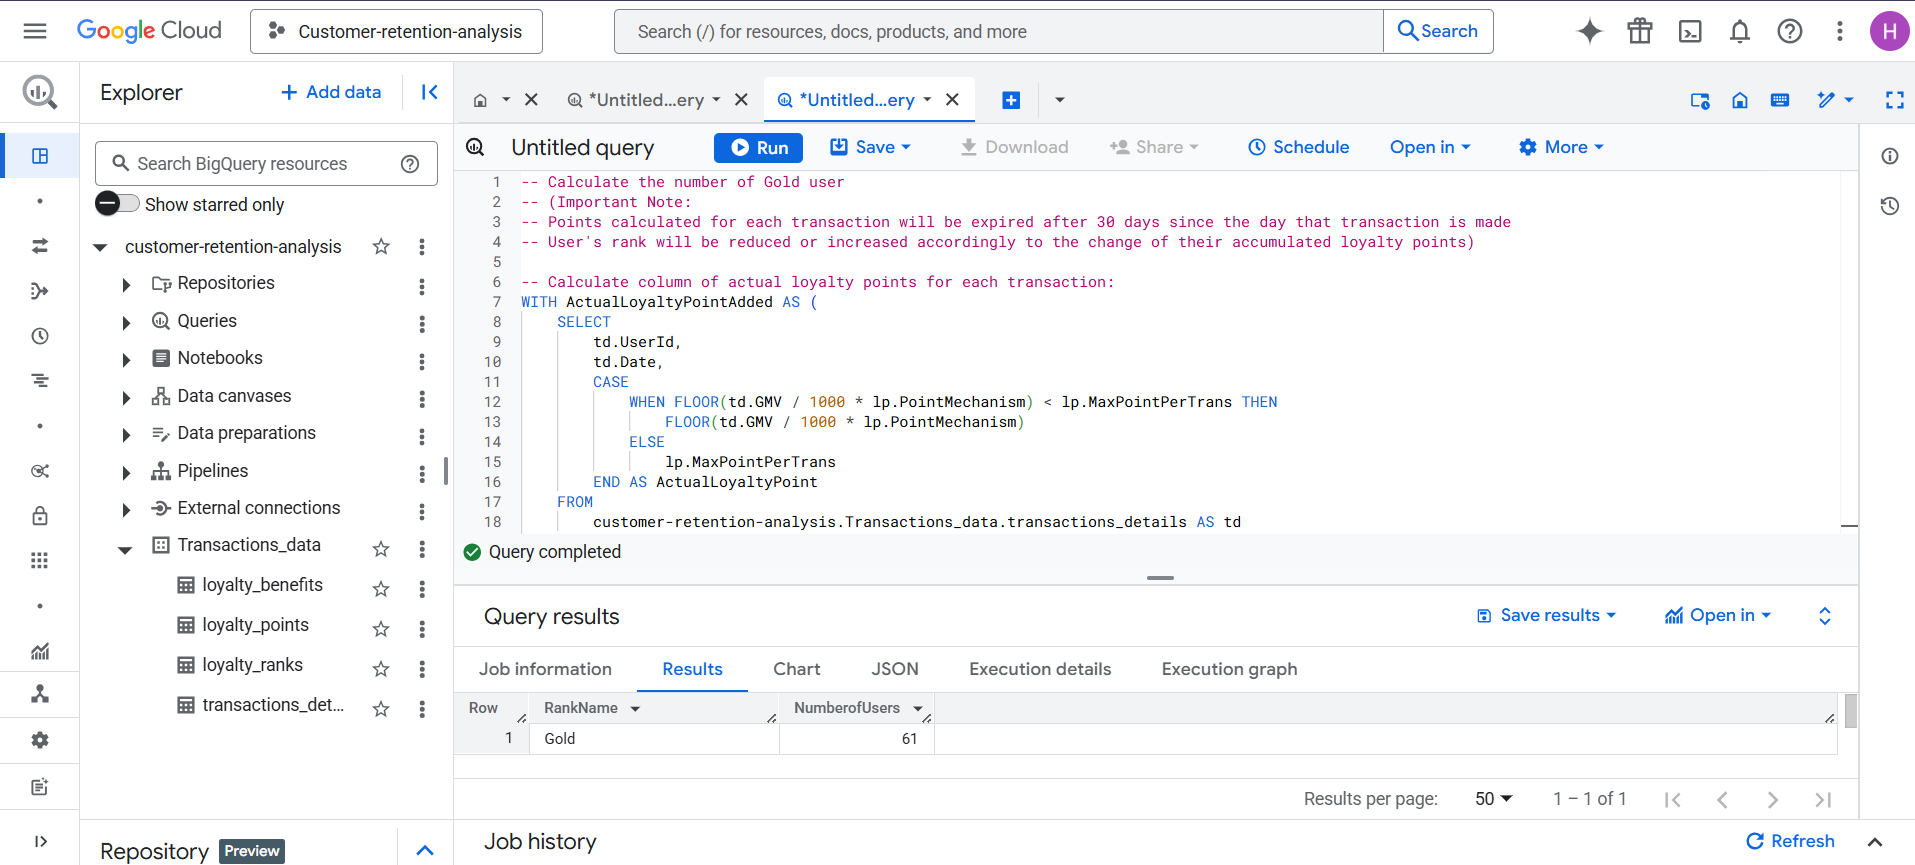 Google Cloud
Customer-retention-analysis
Search (/) for resources, docs, products, and more
Search
H
Explorer
+ Add data
*Untitled...ery
*Untitled...ery
Search BigQuery resources
Show starred only
customer-retention-analysis
Repositories
Queries
Notebooks
Data canvases
Data preparations
Pipelines
External connections
Transactions_data
loyalty_benefits
loyalty_points
loyalty_ranks
transactions_det...
Repository Preview
Untitled query
Run
Save
Download
Share
Schedule
Open in
More
1 -- Calculate the number of Gold user
2 -- (Important Note:
3 -- Points calculated for each transaction will be expired after 30 days since the day that transaction is made
4 -- User's rank will be reduced or increased accordingly to the change of their accumulated loyalty points)
5
6 -- Calculate column of actual loyalty points for each transaction:
7 WITH ActualLoyaltyPointAdded AS (
8 SELECT
9 td.UserId,
10 td.Date,
11 CASE
12 WHEN FLOOR(td.GMV / 1000 * lp.PointMechanism) < lp.MaxPointPerTrans THEN
13 FLOOR(td.GMV / 1000 * lp.PointMechanism)
14 ELSE
15 lp.MaxPointPerTrans
16 END AS ActualLoyaltyPoint
17 FROM
18 customer-retention-analysis.Transactions_data.transactions_details AS td
Query completed
Query results
Save results
Open in
Job information
Results
Chart
JSON
Execution details
Execution graph
Row RankName NumberofUsers
1 Gold 61
Results per page: 50 1 – 1 of 1
Job history
Refresh